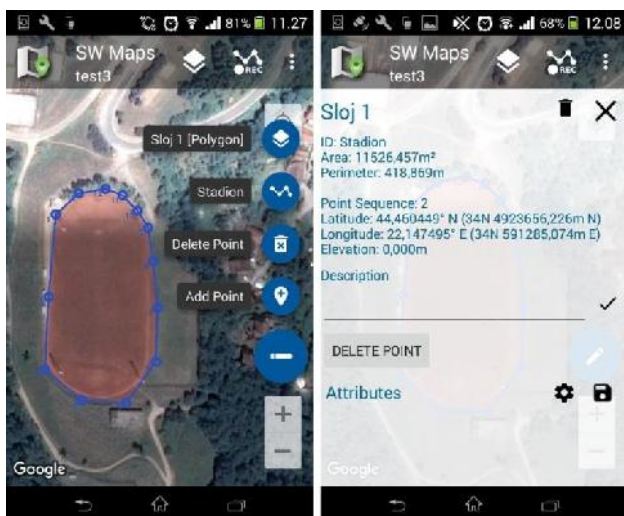 81% 11.27
SW Maps
test3
REC
Sloj 1 [Polygon]
Stadion
Delete Point
Add Point
+
−
Google
68% 12.08
SW Maps
test3
REC
Sloj 1
ID: Stadion
Area: 11526,457m²
Perimeter: 418,869m
Point Sequence: 2
Latitude: 44,460449° N (34N 4923656,226m N)
Longitude: 22,147495° E (34N 591285,074m E)
Elevation: 0,000m
Description
DELETE POINT
Attributes
+
−
Google